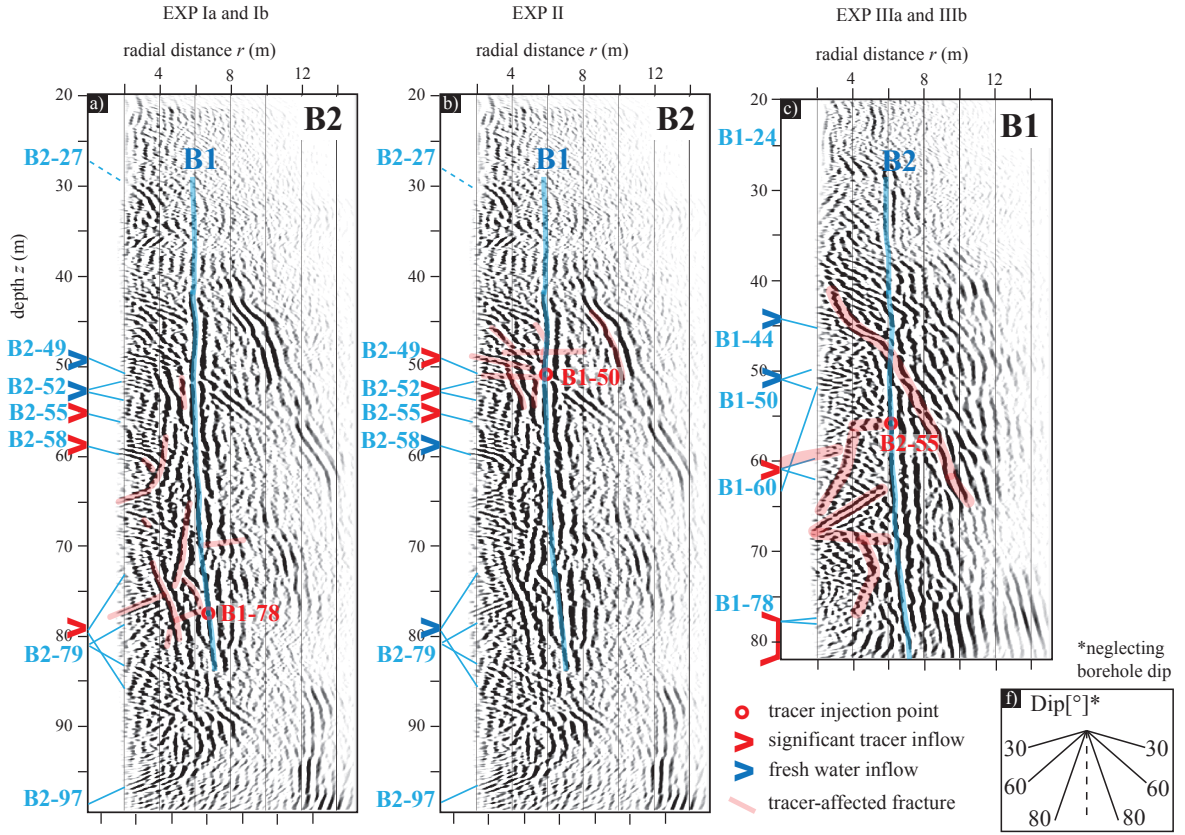 EXP Ia and Ib
EXP II
EXP IIIa and IIIb
radial distance r (m)
radial distance r (m)
radial distance r (m)
4 8 12
4 8 12
4 8 12
depth z (m)
20
30
40
50
60
70
80
90
a)
B2
B1
B2-27
B2-49
B2-52
B2-55
B2-58
B2-79
B2-97
B1-78
20
30
40
50
60
70
80
90
b)
B2
B1
B2-27
B2-49
B2-52
B2-55
B2-58
B2-79
B2-97
B1-50
20
30
40
50
60
70
80
c)
B1
B2
B1-24
B1-44
B1-50
B1-60
B1-78
B2-55
tracer injection point
significant tracer inflow
fresh water inflow
tracer-affected fracture
*neglecting
borehole dip
f) Dip[°]*
30 30
60 60
80 80